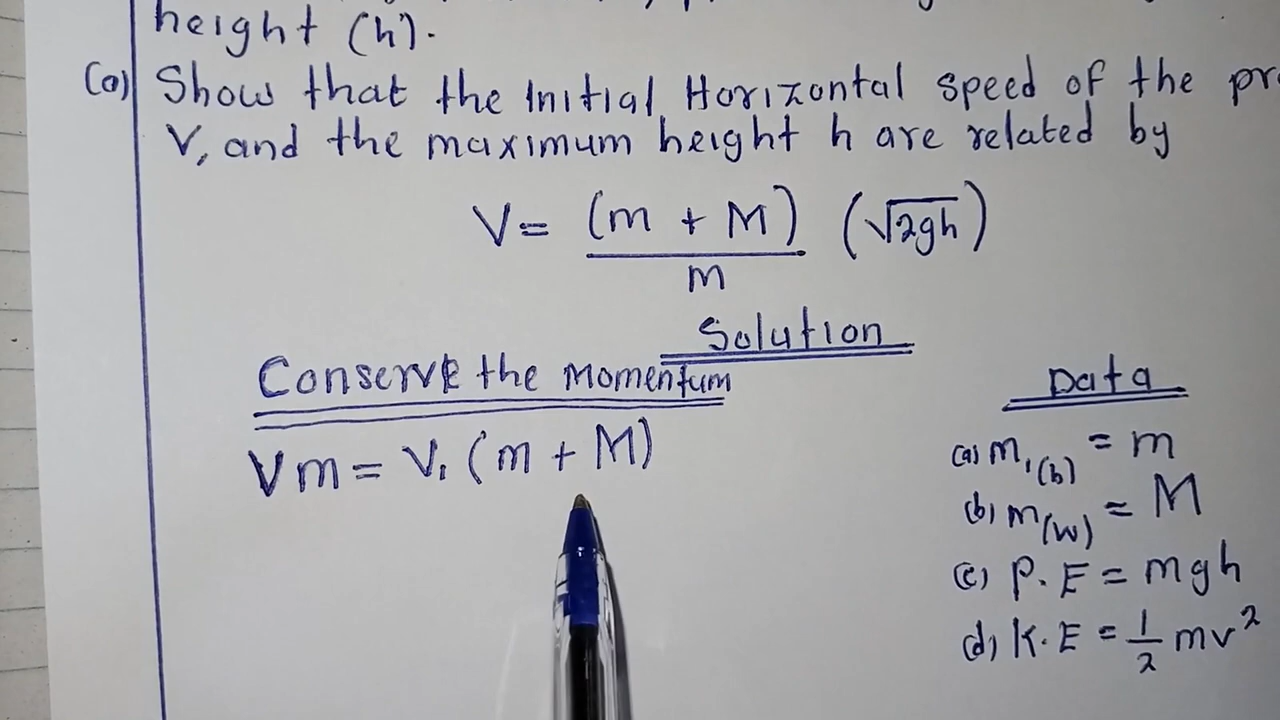 height (h).
(a) Show that the Initial Horizontal speed of the
V, and the maximum height h are related by
V = (m + M) (√2gh)
m
Solution
Conserve the Momentum
Vm = V₁ (m + M)
Data
(a) m₁(b) = m
(b) m(w) = M
(c) P.E = mgh
(d) K.E = 1/2 mv²